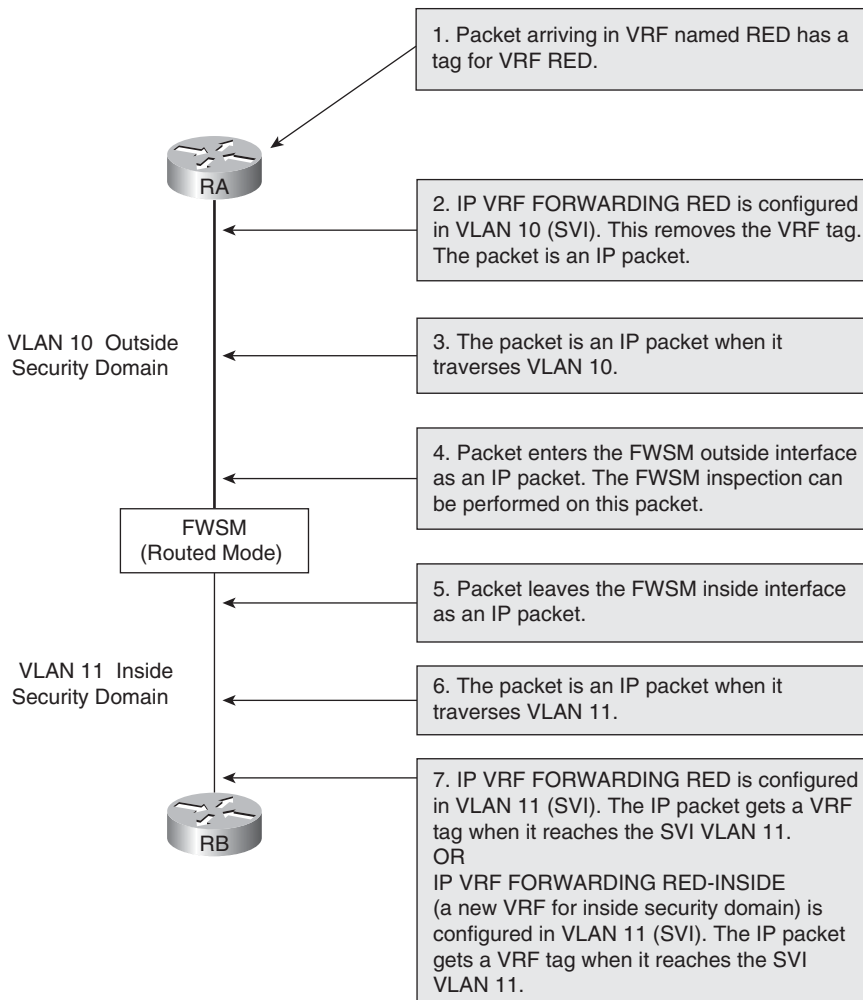 1. Packet arriving in VRF named RED has a
tag for VRF RED.
RA
2. IP VRF FORWARDING RED is configured
in VLAN 10 (SVI). This removes the VRF tag.
The packet is an IP packet.
VLAN 10 Outside
Security Domain
3. The packet is an IP packet when it
traverses VLAN 10.
4. Packet enters the FWSM outside interface
as an IP packet. The FWSM inspection can
be performed on this packet.
FWSM
(Routed Mode)
5. Packet leaves the FWSM inside interface
as an IP packet.
VLAN 11 Inside
Security Domain
6. The packet is an IP packet when it
traverses VLAN 11.
RB
7. IP VRF FORWARDING RED is configured
in VLAN 11 (SVI). The IP packet gets a VRF
tag when it reaches the SVI VLAN 11.
OR
IP VRF FORWARDING RED-INSIDE
(a new VRF for inside security domain) is
configured in VLAN 11 (SVI). The IP packet
gets a VRF tag when it reaches the SVI
VLAN 11.